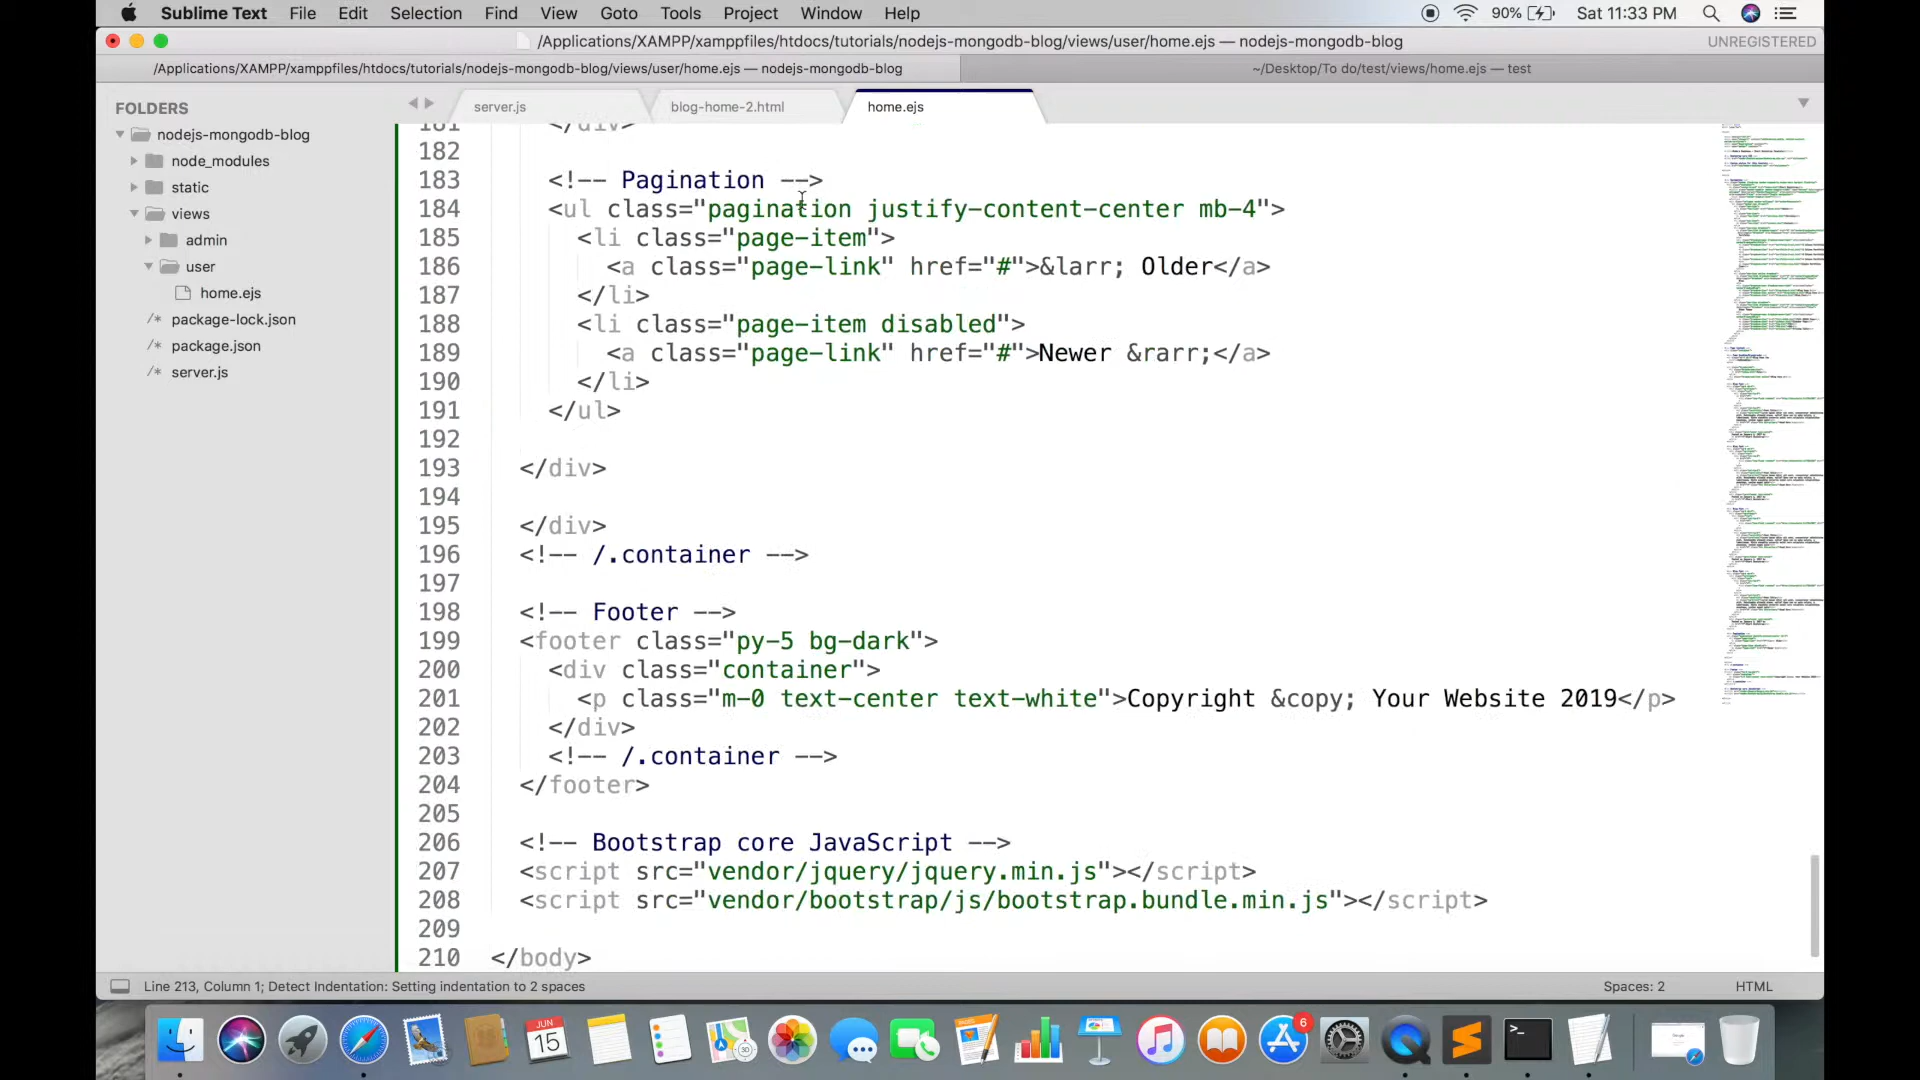 Sublime Text File Edit Selection Find View Goto Tools Project Window Help 90% Sat 11:33 PM
/Applications/XAMPP/xamppfiles/htdocs/tutorials/nodejs-mongodb-blog/views/user/home.ejs — nodejs-mongodb-blog UNREGISTERED
/Applications/XAMPP/xamppfiles/htdocs/tutorials/nodejs-mongodb-blog/views/user/home.ejs — nodejs-mongodb-blog ~/Desktop/To do/test/views/home.ejs — test
FOLDERS
nodejs-mongodb-blog
node_modules
static
views
admin
user
home.ejs
/* package-lock.json
/* package.json
/* server.js
server.js blog-home-2.html home.ejs
181 </div>
182
183 <!-- Pagination -->
184 <ul class="pagination justify-content-center mb-4">
185 <li class="page-item">
186 <a class="page-link" href="#">&larr; Older</a>
187 </li>
188 <li class="page-item disabled">
189 <a class="page-link" href="#">Newer &rarr;</a>
190 </li>
191 </ul>
192
193 </div>
194
195 </div>
196 <!-- /.container -->
197
198 <!-- Footer -->
199 <footer class="py-5 bg-dark">
200 <div class="container">
201 <p class="m-0 text-center text-white">Copyright &copy; Your Website 2019</p>
202 </div>
203 <!-- /.container -->
204 </footer>
205
206 <!-- Bootstrap core JavaScript -->
207 <script src="vendor/jquery/jquery.min.js"></script>
208 <script src="vendor/bootstrap/js/bootstrap.bundle.min.js"></script>
209
210 </body>
Line 213, Column 1; Detect Indentation: Setting indentation to 2 spaces Spaces: 2 HTML
JUN
15
6